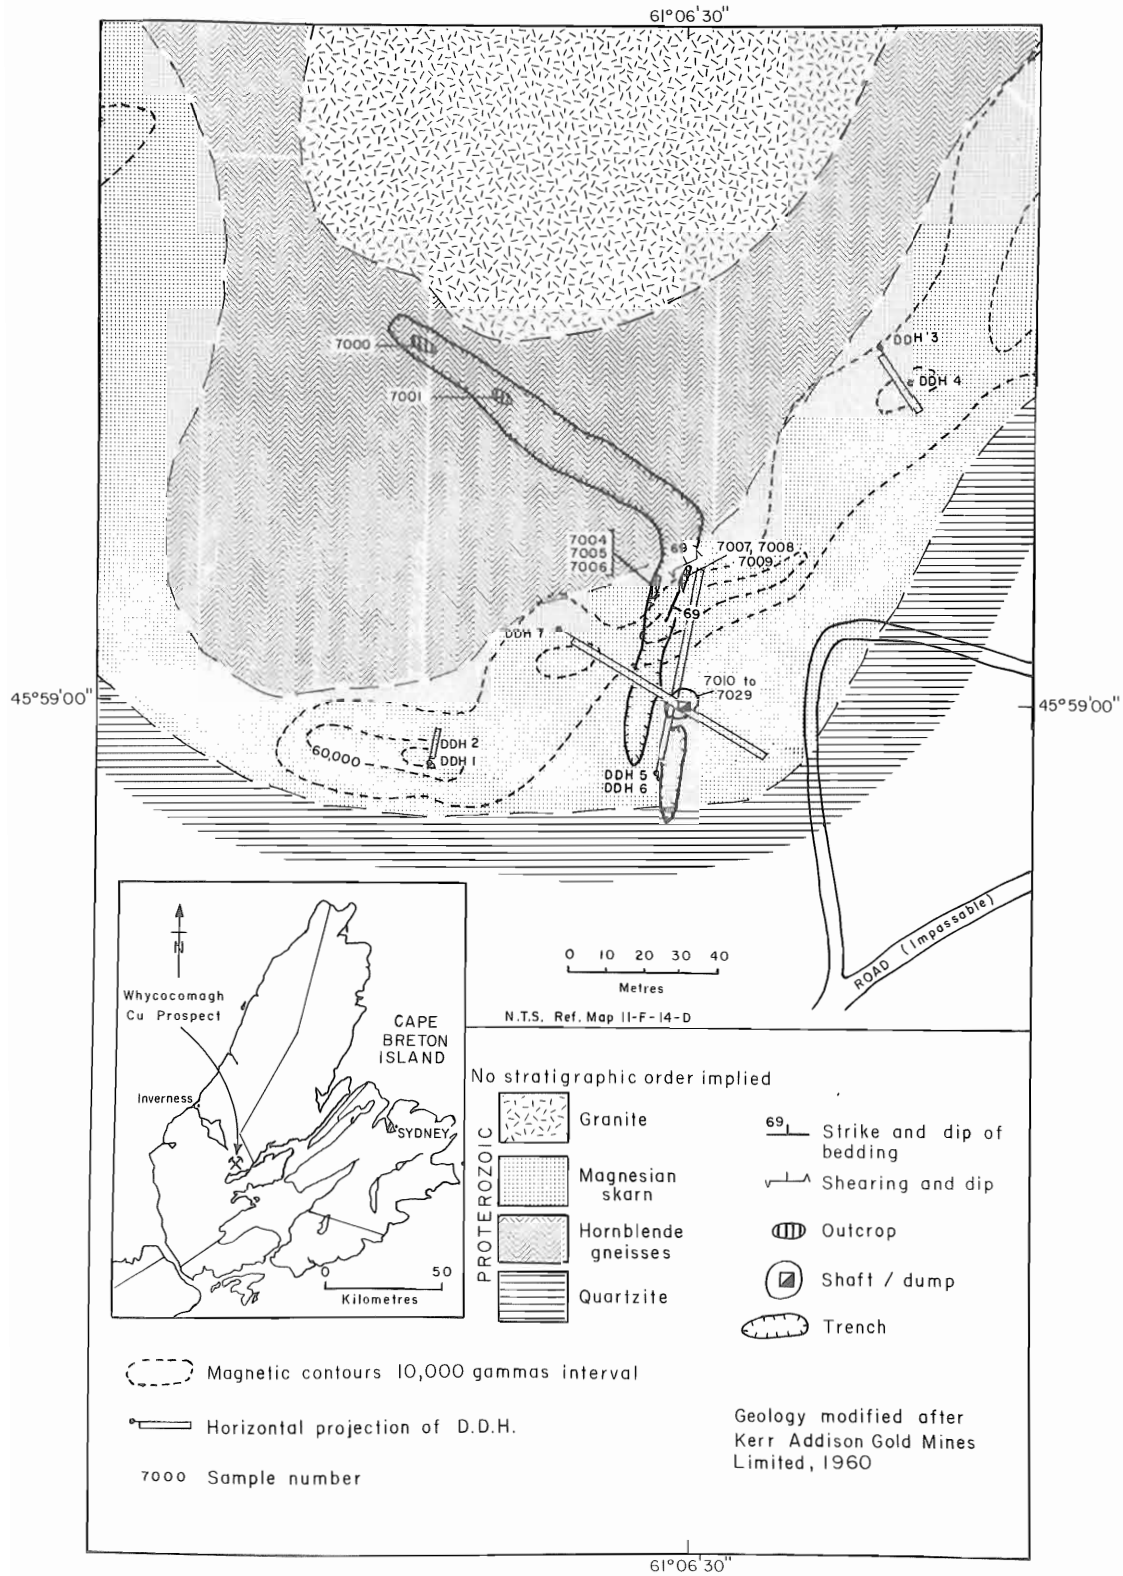 61°06'30"
DDH 3
7000
DDH 4
7001
7004
7005
7006
69
7007, 7008
7009
69
DDH 7
7010 to
7029
45°59'00"
45°59'00"
60,000
DDH 2
DDH 1
DDH 5
DDH 6
ROAD (Impassable)
0 10 20 30 40
Metres
N.T.S. Ref. Map 11-F-14-D
N
Whycocomagh
Cu Prospect
CAPE
BRETON
ISLAND
Inverness
SYDNEY
0 50
Kilometres
No stratigraphic order implied
PROTEROZOIC
Granite
Magnesian
skarn
Hornblende
gneisses
Quartzite
69
Strike and dip of
bedding
Shearing and dip
Outcrop
Shaft / dump
Trench
Magnetic contours 10,000 gammas interval
Horizontal projection of D.D.H.
7000 Sample number
Geology modified after
Kerr Addison Gold Mines
Limited, 1960
61°06'30"